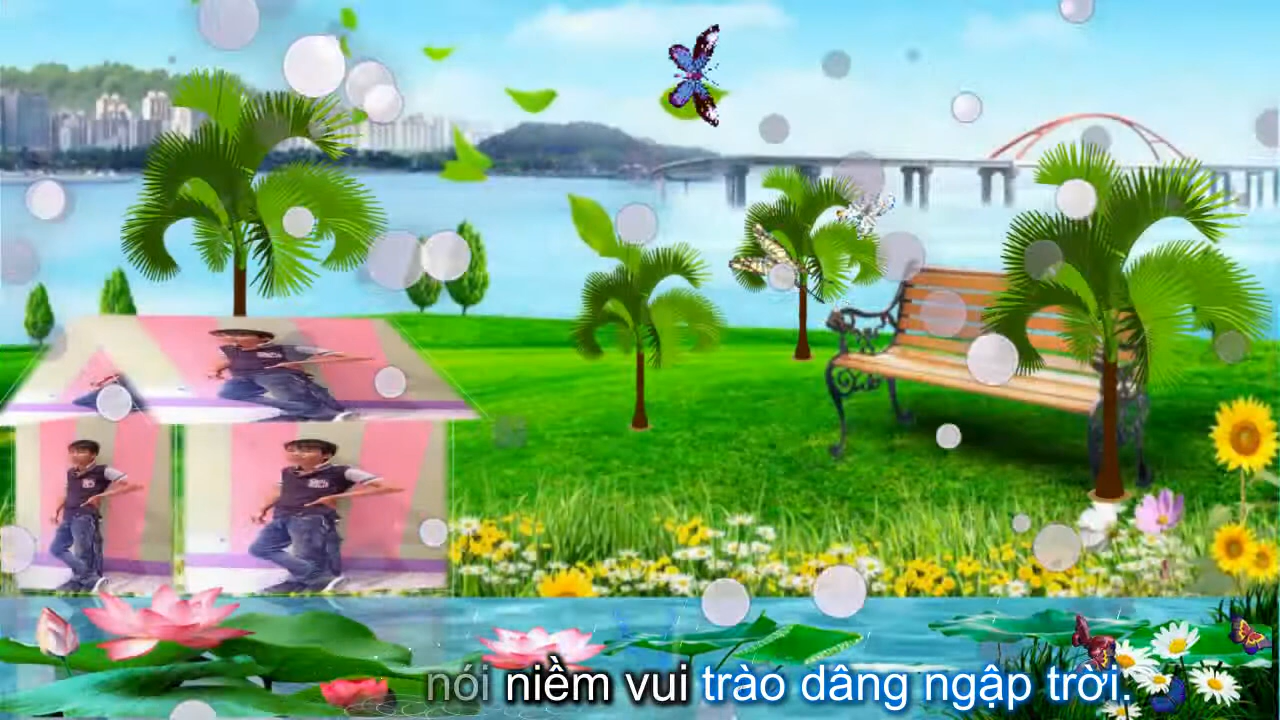 nói niềm vui trào dâng ngập trời.